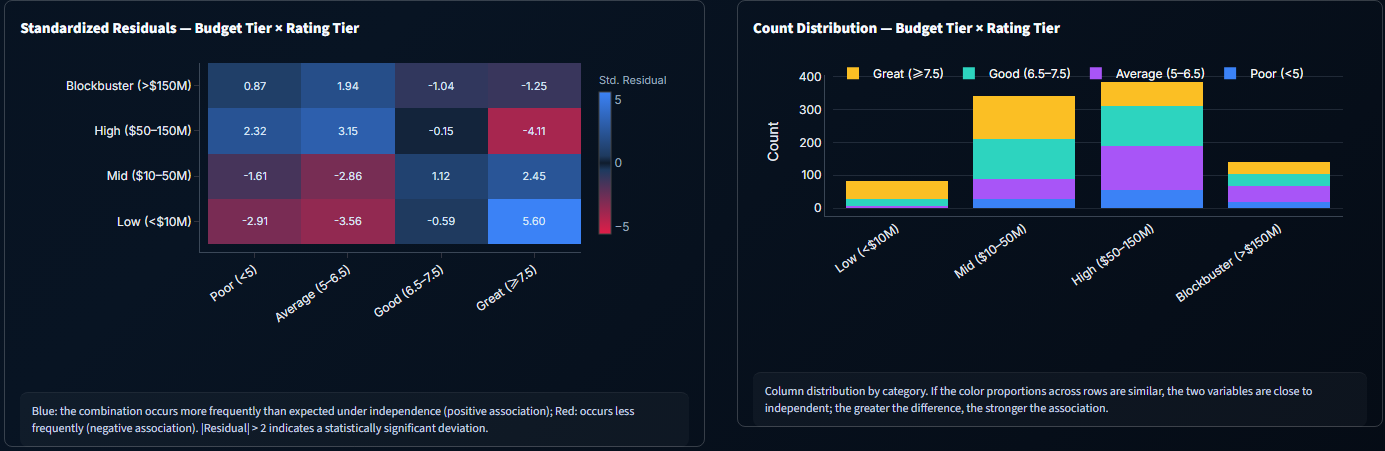 Standardized Residuals — Budget Tier × Rating Tier
Blockbuster (>$150M)
0.87 1.94 -1.04 -1.25
High ($50–150M)
2.32 3.15 -0.15 -4.11
Mid ($10–50M)
-1.61 -2.86 1.12 2.45
Low (<$10M)
-2.91 -3.56 -0.59 5.60
Poor (<5)
Average (5–6.5)
Good (6.5–7.5)
Great (≥7.5)
Std. Residual
5
0
−5
Blue: the combination occurs more frequently than expected under independence (positive association); Red: occurs less
frequently (negative association). |Residual| > 2 indicates a statistically significant deviation.
Count Distribution — Budget Tier × Rating Tier
Great (≥7.5) Good (6.5–7.5) Average (5–6.5) Poor (<5)
Count
400
300
200
100
0
Low (<$10M)
Mid ($10–50M)
High ($50–150M)
Blockbuster (>$150M)
Column distribution by category. If the color proportions across rows are similar, the two variables are close to
independent; the greater the difference, the stronger the association.